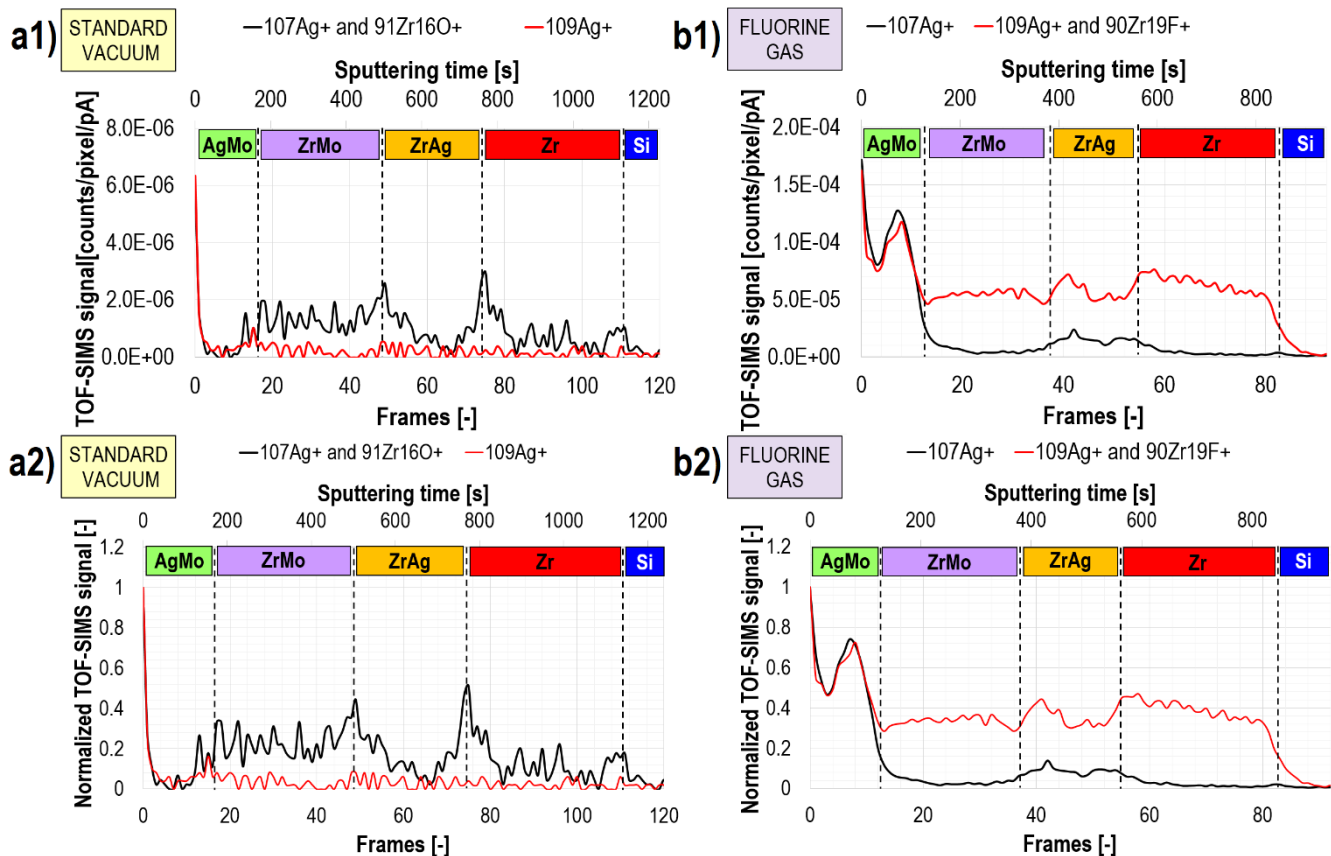 a1)
STANDARD
VACUUM
107Ag+ and 91Zr16O+ 109Ag+
Sputtering time [s]
0 200 400 600 800 1000 1200
TOF-SIMS signal[counts/pixel/pA]
8.0E-06
6.0E-06
4.0E-06
2.0E-06
0.0E+00
AgMo ZrMo ZrAg Zr Si
0 20 40 60 80 100 120
Frames [-]
b1)
FLUORINE
GAS
107Ag+ 109Ag+ and 90Zr19F+
Sputtering time [s]
0 200 400 600 800
TOF-SIMS signal [counts/pixel/pA]
2.0E-04
1.5E-04
1.0E-04
5.0E-05
0.0E+00
AgMo ZrMo ZrAg Zr Si
0 20 40 60 80
Frames [-]
a2)
STANDARD
VACUUM
107Ag+ and 91Zr16O+ 109Ag+
Sputtering time [s]
0 200 400 600 800 1000 1200
Normalized TOF-SIMS signal [-]
1.2
1
0.8
0.6
0.4
0.2
0
AgMo ZrMo ZrAg Zr Si
0 20 40 60 80 100 120
Frames [-]
b2)
FLUORINE
GAS
107Ag+ 109Ag+ and 90Zr19F+
Sputtering time [s]
0 200 400 600 800
Normalized TOF-SIMS signal [-]
1.2
1
0.8
0.6
0.4
0.2
0
AgMo ZrMo ZrAg Zr Si
0 20 40 60 80
Frames [-]